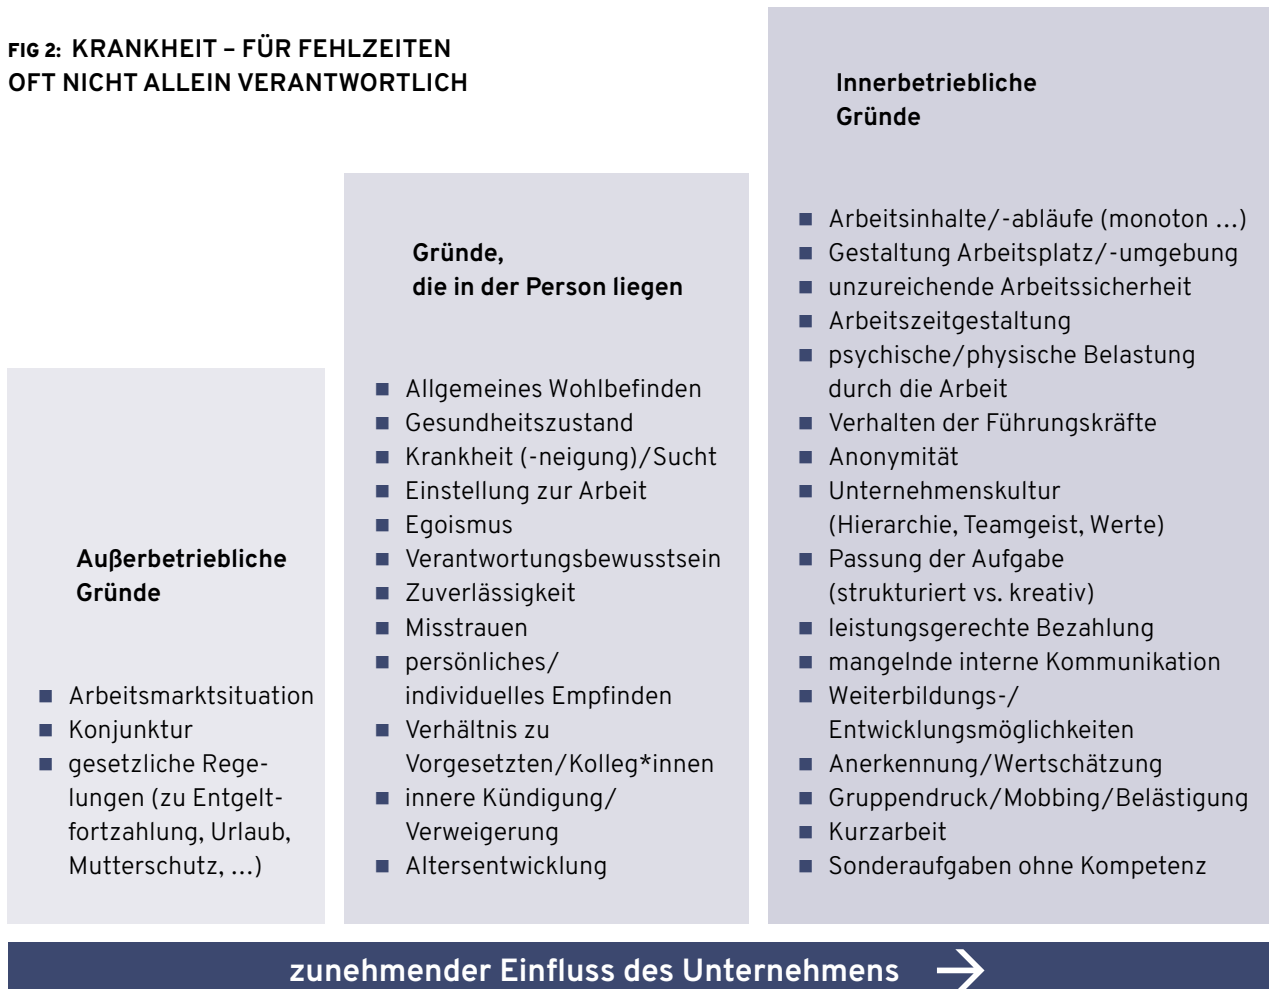 FIG 2: KRANKHEIT – FÜR FEHLZEITEN
OFT NICHT ALLEIN VERANTWORTLICH
Außerbetriebliche
Gründe
■ Arbeitsmarktsituation
■ Konjunktur
■ gesetzliche Rege-
lungen (zu Entgelt-
fortzahlung, Urlaub,
Mutterschutz, …)
Gründe,
die in der Person liegen
■ Allgemeines Wohlbefinden
■ Gesundheitszustand
■ Krankheit (-neigung)/Sucht
■ Einstellung zur Arbeit
■ Egoismus
■ Verantwortungsbewusstsein
■ Zuverlässigkeit
■ Misstrauen
■ persönliches/
individuelles Empfinden
■ Verhältnis zu
Vorgesetzten/Kolleg*innen
■ innere Kündigung/
Verweigerung
■ Altersentwicklung
Innerbetriebliche
Gründe
■ Arbeitsinhalte/-abläufe (monoton …)
■ Gestaltung Arbeitsplatz/-umgebung
■ unzureichende Arbeitssicherheit
■ Arbeitszeitgestaltung
■ psychische/physische Belastung
durch die Arbeit
■ Verhalten der Führungskräfte
■ Anonymität
■ Unternehmenskultur
(Hierarchie, Teamgeist, Werte)
■ Passung der Aufgabe
(strukturiert vs. kreativ)
■ leistungsgerechte Bezahlung
■ mangelnde interne Kommunikation
■ Weiterbildungs-/
Entwicklungsmöglichkeiten
■ Anerkennung/Wertschätzung
■ Gruppendruck/Mobbing/Belästigung
■ Kurzarbeit
■ Sonderaufgaben ohne Kompetenz
zunehmender Einfluss des Unternehmens →